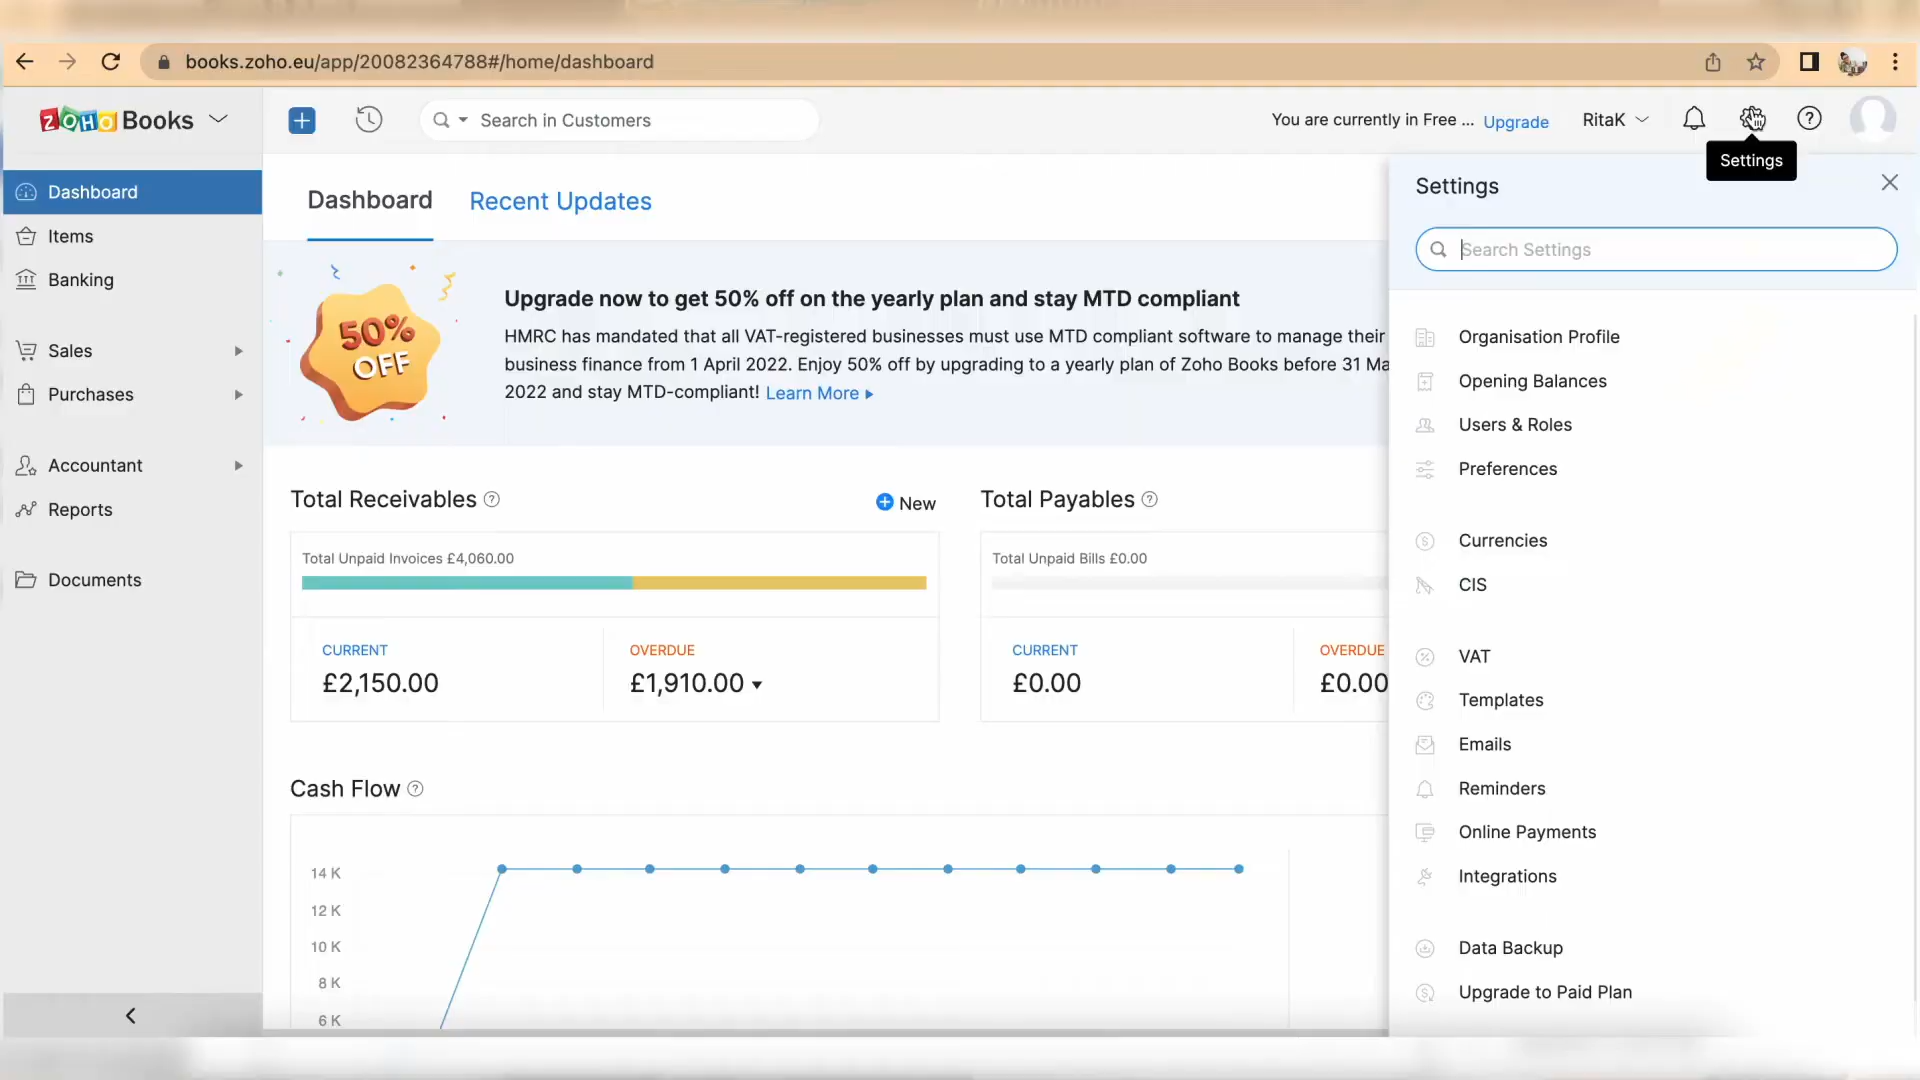 books.zoho.eu/app/20082364788#/home/dashboard
ZOHO Books
Search in Customers
You are currently in Free ... Upgrade
RitaK
Settings
Dashboard
Items
Banking
Sales
Purchases
Accountant
Reports
Documents
Dashboard
Recent Updates
50%
OFF
Upgrade now to get 50% off on the yearly plan and stay MTD compliant
HMRC has mandated that all VAT-registered businesses must use MTD compliant software to manage their
business finance from 1 April 2022. Enjoy 50% off by upgrading to a yearly plan of Zoho Books before 31 Ma
2022 and stay MTD-compliant! Learn More
Total Receivables
New
Total Unpaid Invoices £4,060.00
CURRENT
£2,150.00
OVERDUE
£1,910.00
Total Payables
Total Unpaid Bills £0.00
CURRENT
£0.00
OVERDUE
£0.00
Cash Flow
14 K
12 K
10 K
8 K
6 K
Settings
Search Settings
Organisation Profile
Opening Balances
Users & Roles
Preferences
Currencies
CIS
VAT
Templates
Emails
Reminders
Online Payments
Integrations
Data Backup
Upgrade to Paid Plan